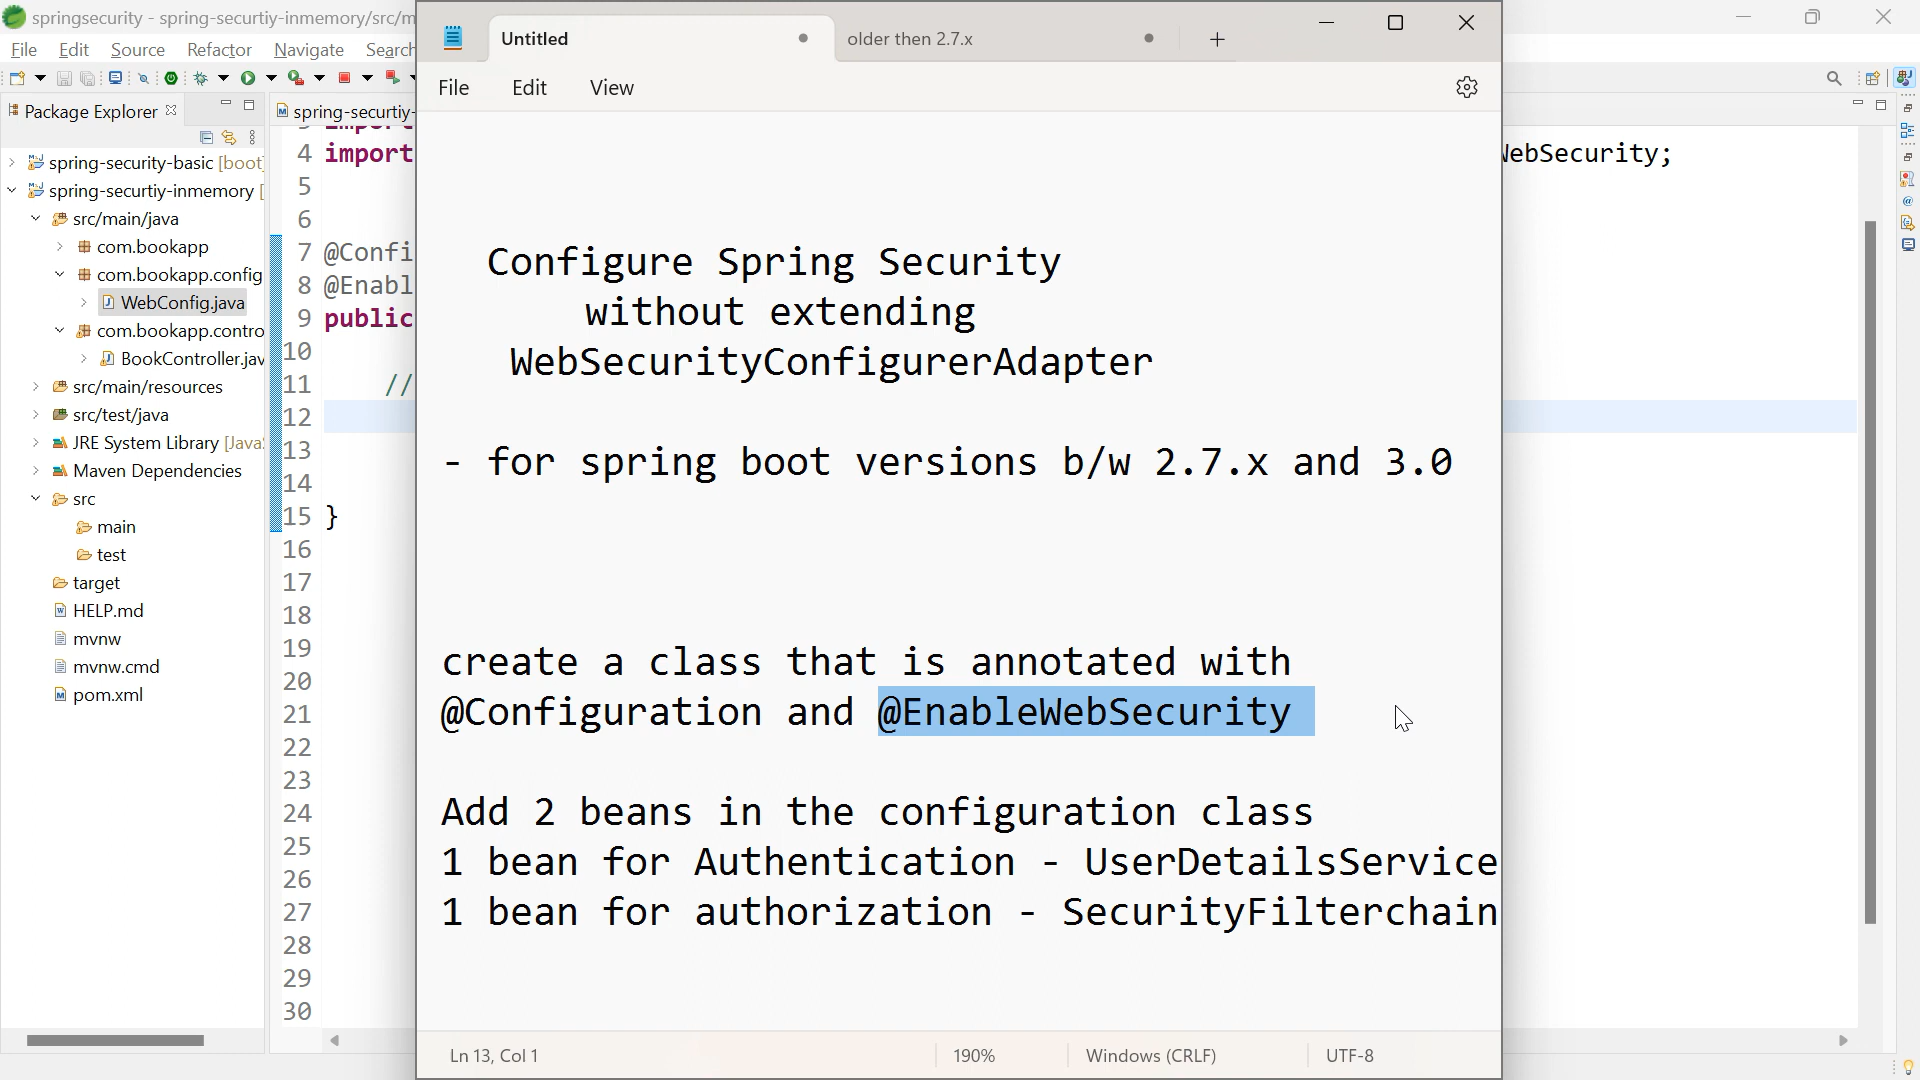 springsecurity - spring-securtiy-inmemory/src/m
File Edit Source Refactor Navigate Search
Package Explorer
spring-security-basic [boot]
spring-securtiy-inmemory [
src/main/java
com.bookapp
com.bookapp.config
WebConfig.java
com.bookapp.contro
BookController.jav
src/main/resources
src/test/java
JRE System Library [Java
Maven Dependencies
src
main
test
target
HELP.md
mvnw
mvnw.cmd
pom.xml
spring-securtiy-
4 import
5
6
7 @Confi
8 @Enabl
9 public
10
11 //
12
13
14
15 }
16
17
18
19
20
21
22
23
24
25
26
27
28
29
30
WebSecurity;
Untitled
older then 2.7.x
File Edit View
Configure Spring Security
without extending
WebSecurityConfigurerAdapter
- for spring boot versions b/w 2.7.x and 3.0
create a class that is annotated with
@Configuration and @EnableWebSecurity
Add 2 beans in the configuration class
1 bean for Authentication - UserDetailsService
1 bean for authorization - SecurityFilterchain
Ln 13, Col 1
190%
Windows (CRLF)
UTF-8